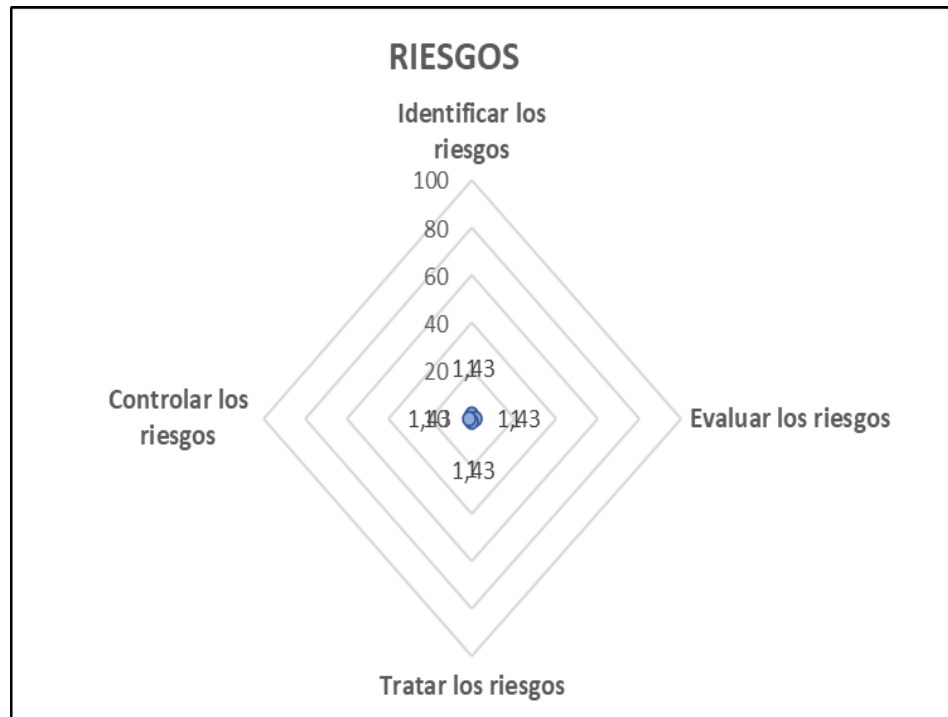 RIESGOS
Identificar los
riesgos
100
80
60
40
20
Controlar los
riesgos
Evaluar los riesgos
Tratar los riesgos